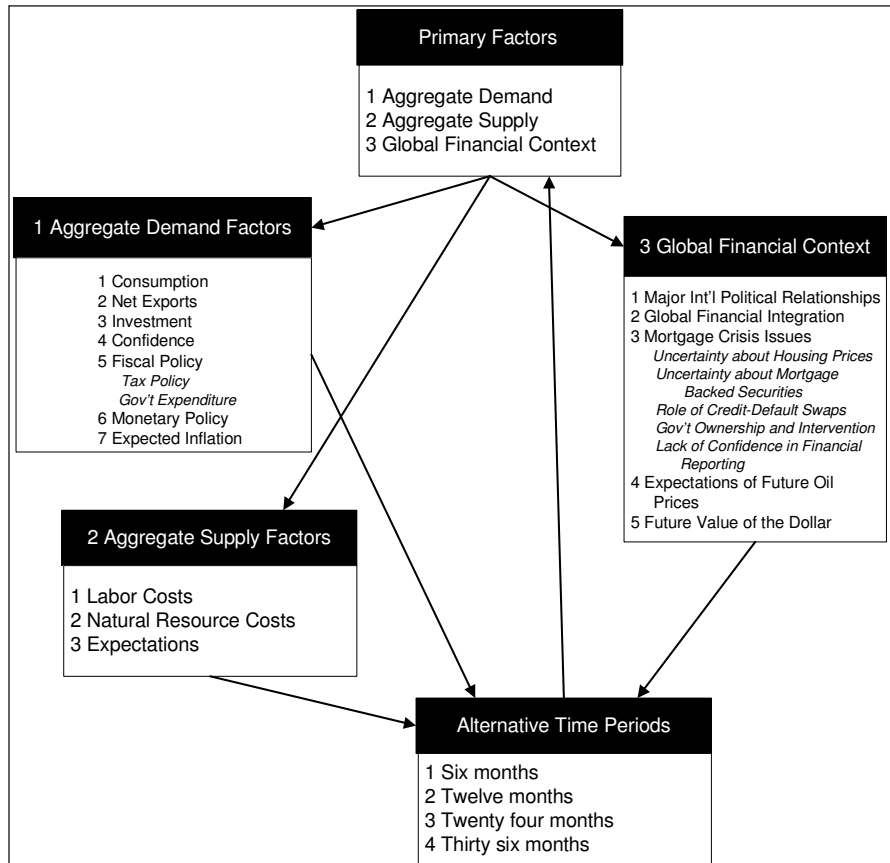 Primary Factors
1 Aggregate Demand
2 Aggregate Supply
3 Global Financial Context
1 Aggregate Demand Factors
1 Consumption
2 Net Exports
3 Investment
4 Confidence
5 Fiscal Policy
Tax Policy
Gov't Expenditure
6 Monetary Policy
7 Expected Inflation
3 Global Financial Context
1 Major Int'l Political Relationships
2 Global Financial Integration
3 Mortgage Crisis Issues
Uncertainty about Housing Prices
Uncertainty about Mortgage
Backed Securities
Role of Credit-Default Swaps
Gov't Ownership and Intervention
Lack of Confidence in Financial
Reporting
4 Expectations of Future Oil
Prices
5 Future Value of the Dollar
2 Aggregate Supply Factors
1 Labor Costs
2 Natural Resource Costs
3 Expectations
Alternative Time Periods
1 Six months
2 Twelve months
3 Twenty four months
4 Thirty six months